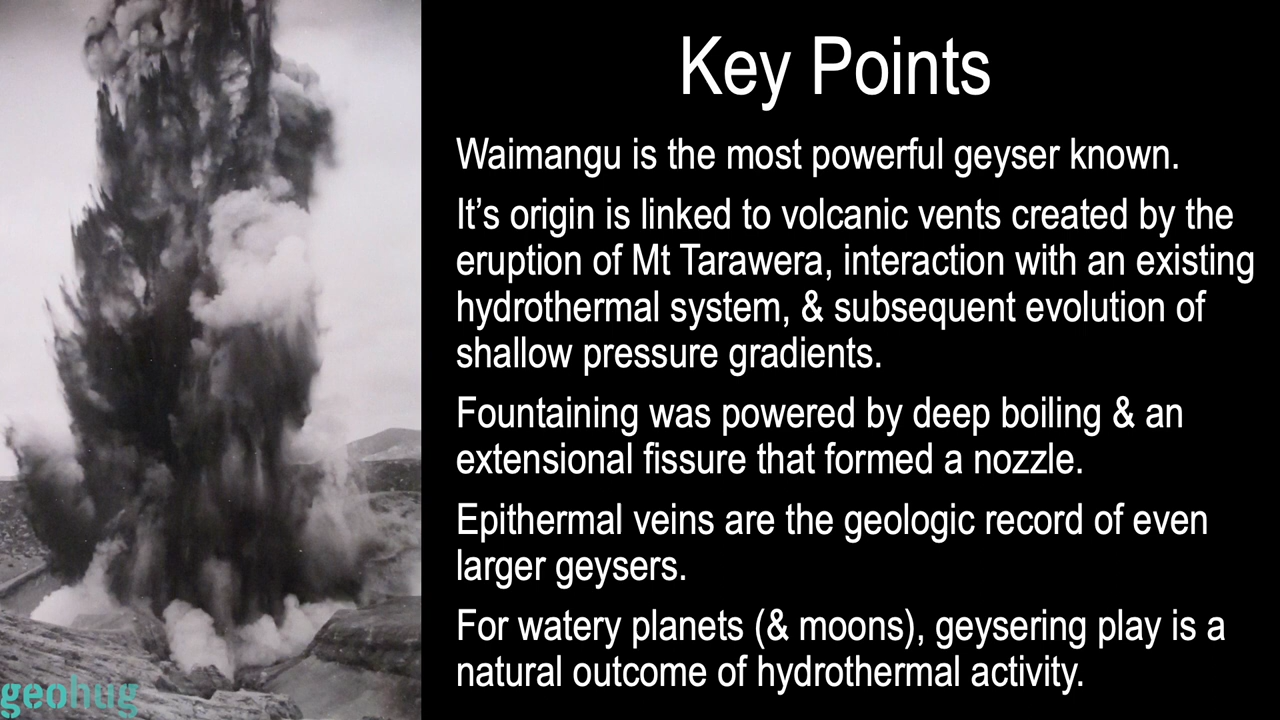 Key Points
Waimangu is the most powerful geyser known.
It’s origin is linked to volcanic vents created by the
eruption of Mt Tarawera, interaction with an existing
hydrothermal system, & subsequent evolution of
shallow pressure gradients.
Fountaining was powered by deep boiling & an
extensional fissure that formed a nozzle.
Epithermal veins are the geologic record of even
larger geysers.
For watery planets (& moons), geysering play is a
natural outcome of hydrothermal activity.
geohug